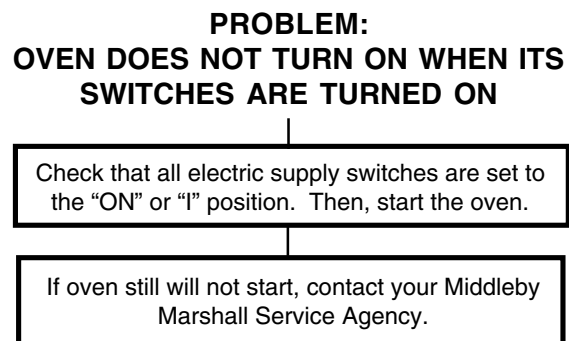 PROBLEM:
OVEN DOES NOT TURN ON WHEN ITS
SWITCHES ARE TURNED ON
Check that all electric supply switches are set to
the “ON” or “I” position. Then, start the oven.
If oven still will not start, contact your Middleby
Marshall Service Agency.